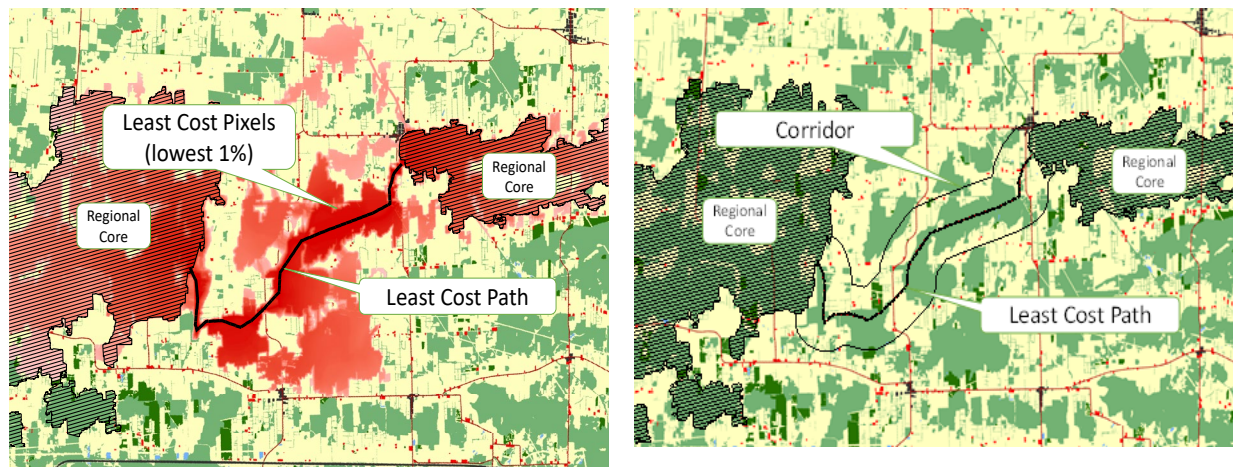 Least Cost Pixels
(lowest 1%)
Regional
Core
Regional
Core
Least Cost Path
Corridor
Regional
Core
Regional
Core
Least Cost Path